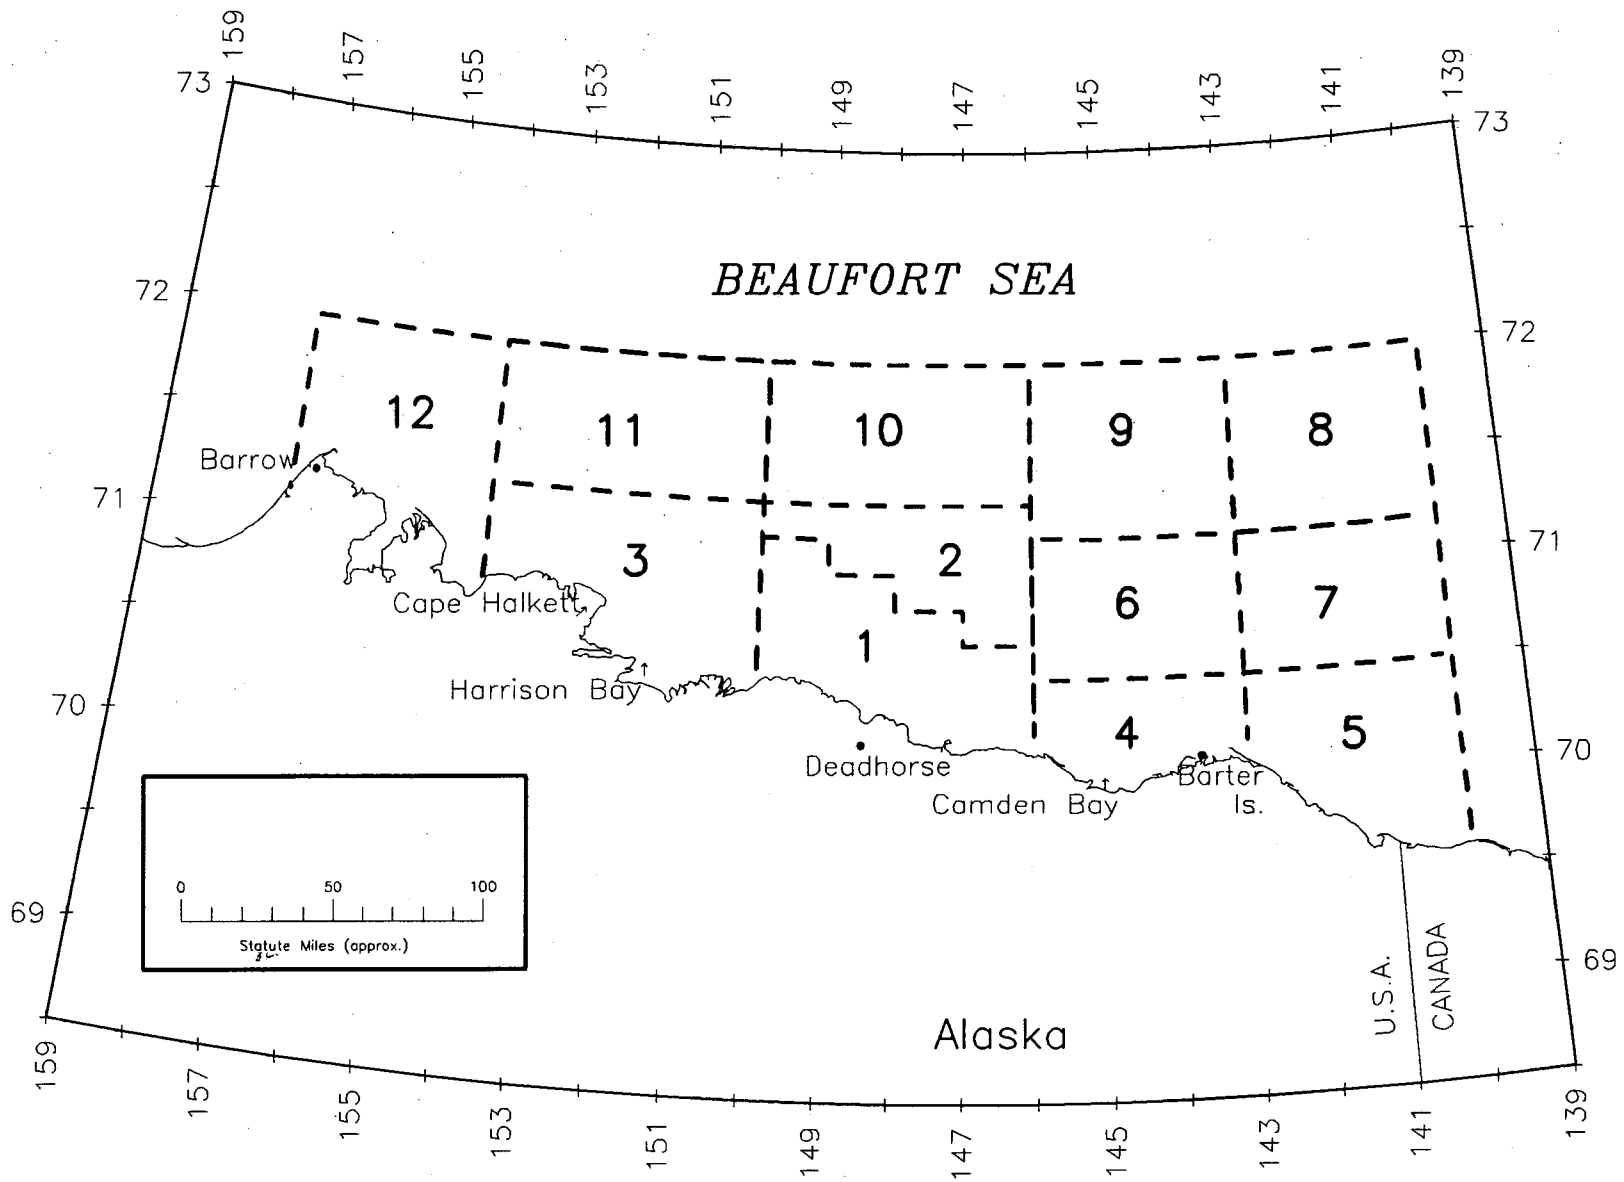 159 157 155 153 151 149 147 145 143 141 139
73 73
BEAUFORT SEA
72 72
12 11 10 9 8
Barrow
71 71
3 2
6 7
Cape Halkett
1
Harrison Bay
70 70
4 5
Deadhorse
Barter
Is.
Camden Bay
0 50 100
Statute Miles (approx.)
69 69
U.S.A.
CANADA
Alaska
159 157 155 153 151 149 147 145 143 141 139